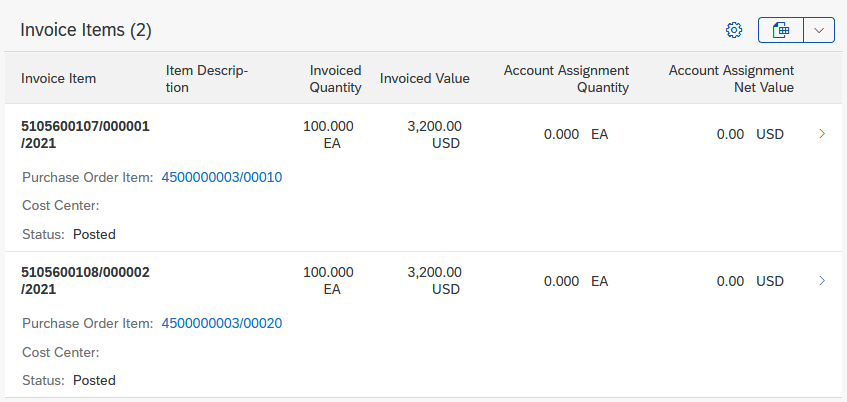 Invoice Items (2)
Invoice Item
Item Descrip-
tion
Invoiced
Quantity
Invoiced Value
Account Assignment
Quantity
Account Assignment
Net Value
5105600107/000001
/2021
100.000
EA
3,200.00
USD
0.000 EA
0.00 USD
Purchase Order Item: 4500000003/00010
Cost Center:
Status: Posted
5105600108/000002
/2021
100.000
EA
3,200.00
USD
0.000 EA
0.00 USD
Purchase Order Item: 4500000003/00020
Cost Center:
Status: Posted